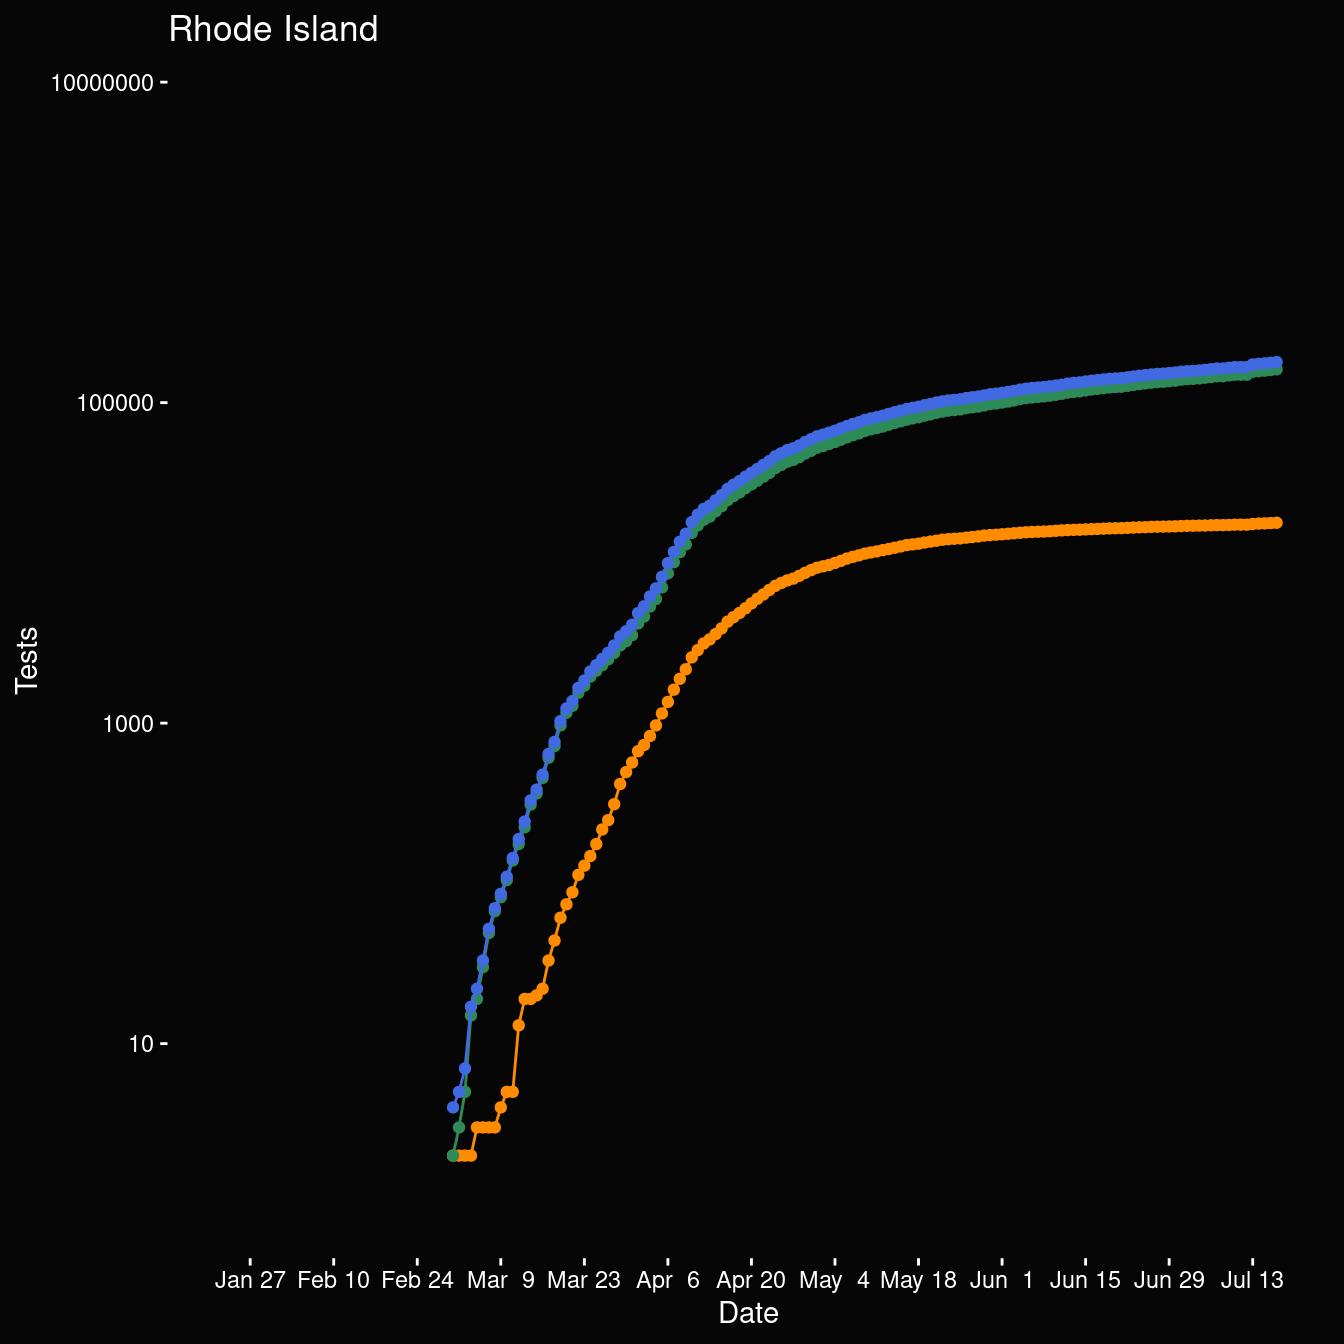 Rhode Island
10000000
100000
1000
10
Tests
Jan 27 Feb 10 Feb 24 Mar  9 Mar 23 Apr  6 Apr 20 May  4 May 18 Jun  1 Jun 15 Jun 29 Jul 13
Date